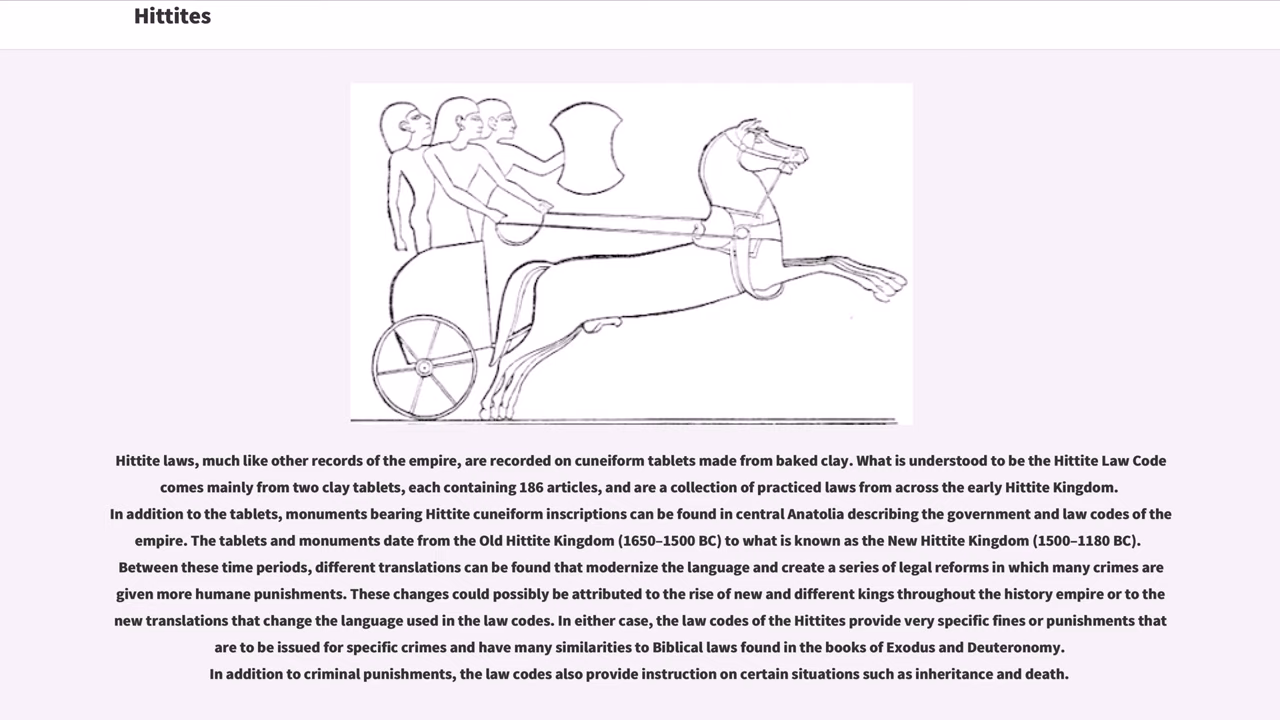 Hittites
Hittite laws, much like other records of the empire, are recorded on cuneiform tablets made from baked clay. What is understood to be the Hittite Law Code
comes mainly from two clay tablets, each containing 186 articles, and are a collection of practiced laws from across the early Hittite Kingdom.
In addition to the tablets, monuments bearing Hittite cuneiform inscriptions can be found in central Anatolia describing the government and law codes of the
empire. The tablets and monuments date from the Old Hittite Kingdom (1650–1500 BC) to what is known as the New Hittite Kingdom (1500–1180 BC).
Between these time periods, different translations can be found that modernize the language and create a series of legal reforms in which many crimes are
given more humane punishments. These changes could possibly be attributed to the rise of new and different kings throughout the history empire or to the
new translations that change the language used in the law codes. In either case, the law codes of the Hittites provide very specific fines or punishments that
are to be issued for specific crimes and have many similarities to Biblical laws found in the books of Exodus and Deuteronomy.
In addition to criminal punishments, the law codes also provide instruction on certain situations such as inheritance and death.